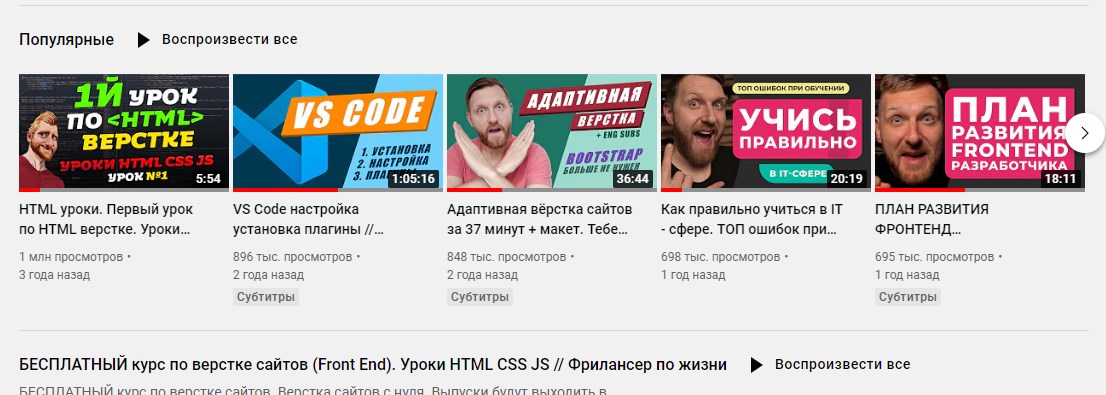 Популярные
Воспроизвести все
1Й УРОК
ПО <HTML>
ВЕРСТКЕ
УРОКИ HTML CSS JS
УРОК №1
5:54
VS CODE
1. УСТАНОВКА
2. НАСТРОЙКА
3.
1:05:16
АДАПТИВНАЯ
ВЕРСТКА
+ ENG SUBS
BOOTSTRAP
БОЛЬШЕ НЕ НУЖЕН
36:44
ТОП ОШИБОК ПРИ ОБУЧЕНИИ
УЧИСЬ
ПРАВИЛЬНО
В IT-СФЕРЕ
20:19
ПЛАН
РАЗВИТИЯ
FRONTEND
РАЗРАБОТЧИКА
18:11
HTML уроки. Первый урок
по HTML верстке. Уроки...
1 млн просмотров •
3 года назад
VS Code настройка
установка плагины //...
896 тыс. просмотров •
2 года назад
Субтитры
Адаптивная вёрстка сайтов
за 37 минут + макет. Тебе...
848 тыс. просмотров •
2 года назад
Субтитры
Как правильно учиться в IT
- сфере. ТОП ошибок при...
698 тыс. просмотров •
1 год назад
ПЛАН РАЗВИТИЯ
ФРОНТЕНД...
695 тыс. просмотров •
1 год назад
Субтитры
БЕСПЛАТНЫЙ курс по верстке сайтов (Front End). Уроки HTML CSS JS // Фрилансер по жизни
Воспроизвести все
БЕСПЛАТНЫЙ курс по верстке сайтов. Верстка сайтов с нуля. Выпуски будут выходить в